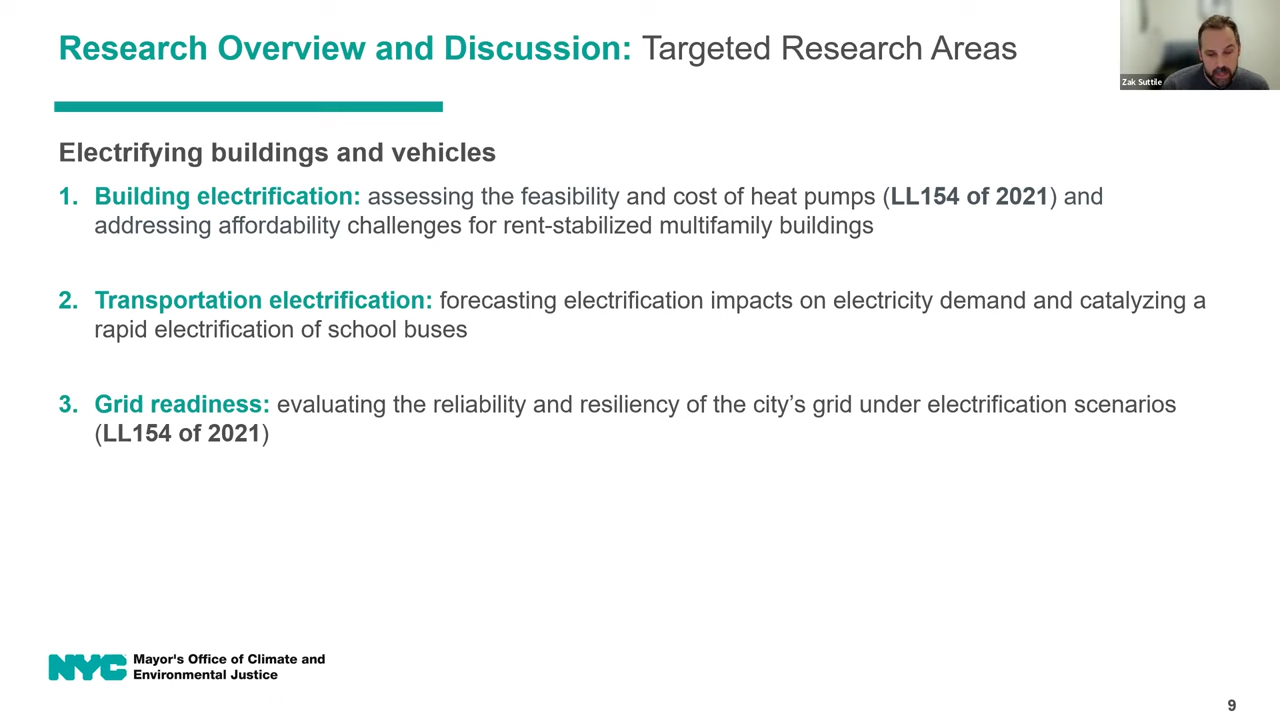 Research Overview and Discussion: Targeted Research Areas
Zak Suttile
Electrifying buildings and vehicles
1. Building electrification: assessing the feasibility and cost of heat pumps (LL154 of 2021) and
addressing affordability challenges for rent-stabilized multifamily buildings
2. Transportation electrification: forecasting electrification impacts on electricity demand and catalyzing a
rapid electrification of school buses
3. Grid readiness: evaluating the reliability and resiliency of the city’s grid under electrification scenarios
(LL154 of 2021)
NYC Mayor's Office of Climate and
Environmental Justice
9